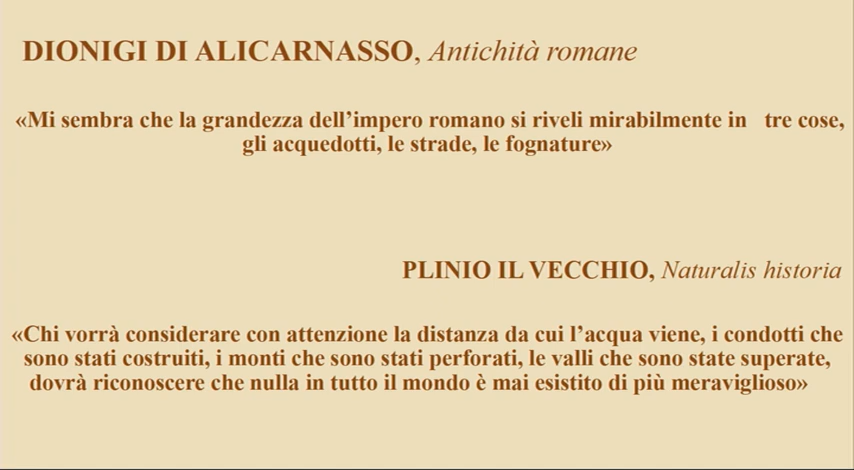 DIONIGI DI ALICARNASSO, Antichità romane
«Mi sembra che la grandezza dell’impero romano si riveli mirabilmente in tre cose,
gli acquedotti, le strade, le fognature»
PLINIO IL VECCHIO, Naturalis historia
«Chi vorrà considerare con attenzione la distanza da cui l’acqua viene, i condotti che
sono stati costruiti, i monti che sono stati perforati, le valli che sono state superate,
dovrà riconoscere che nulla in tutto il mondo è mai esistito di più meraviglioso»